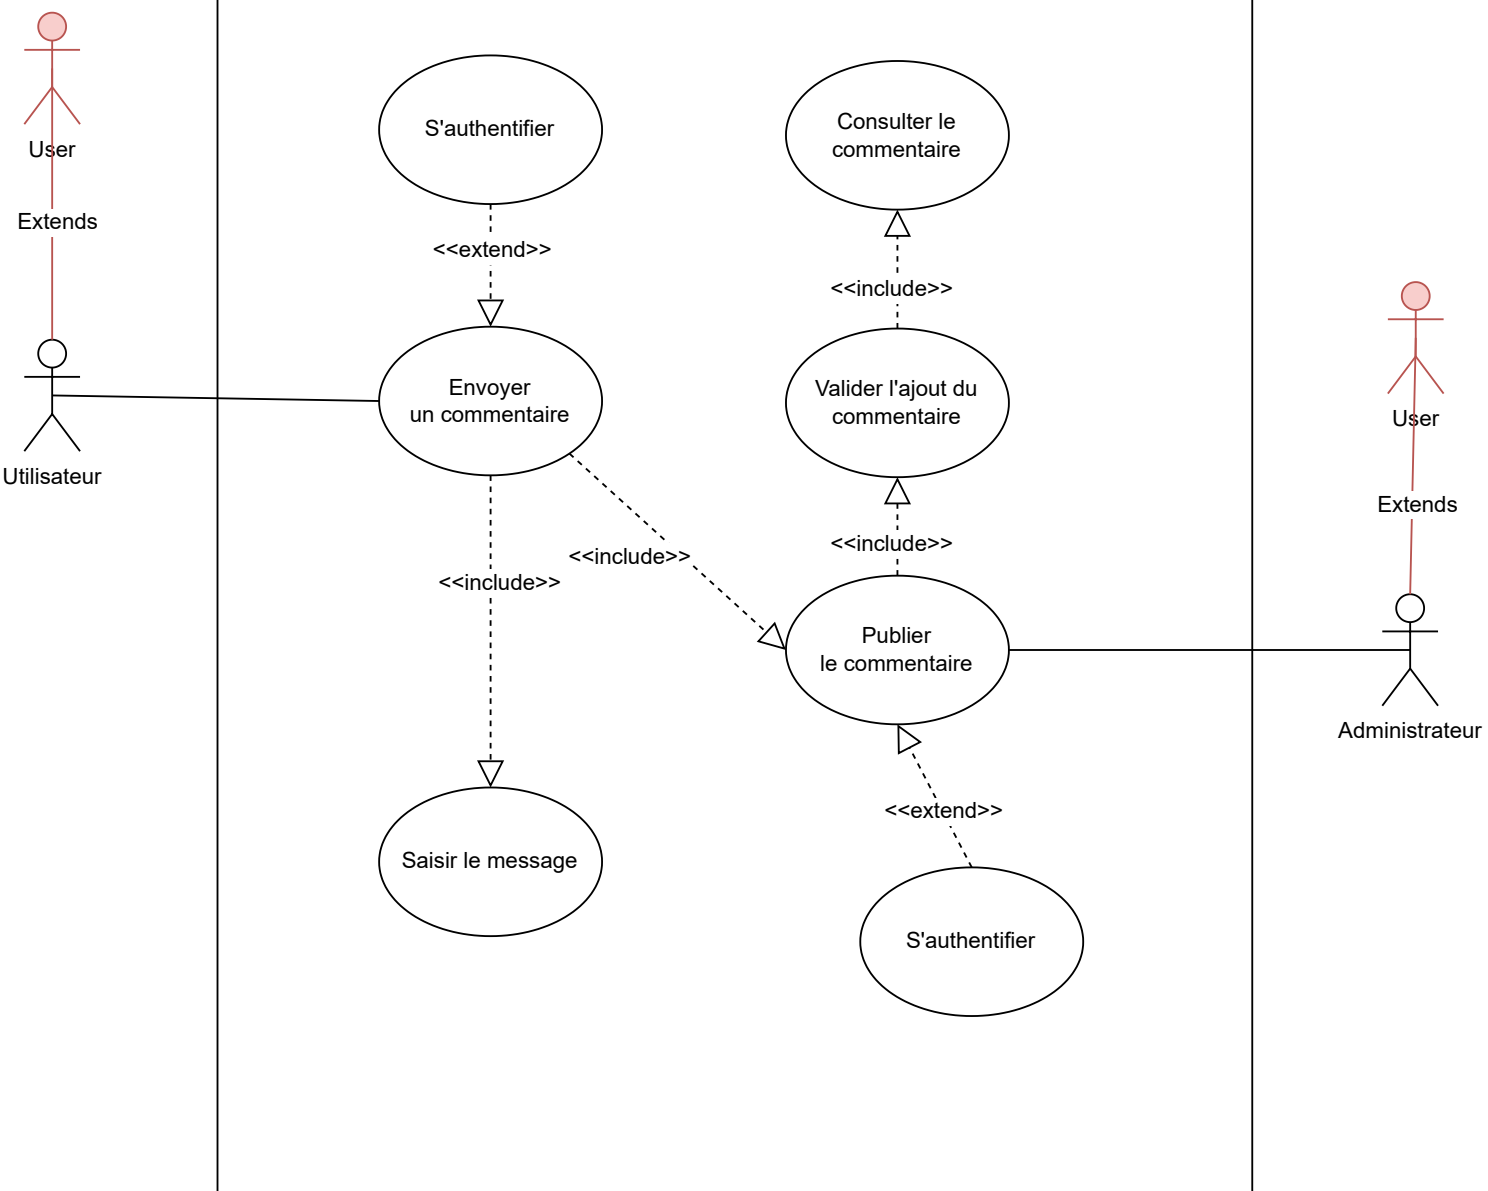 User
Extends
Utilisateur
S'authentifier
<<extend>>
Envoyer
un commentaire
<<include>>
<<include>>
Saisir le message
Consulter le
commentaire
<<include>>
Valider l'ajout du
commentaire
<<include>>
Publier
le commentaire
<<extend>>
S'authentifier
User
Extends
Administrateur